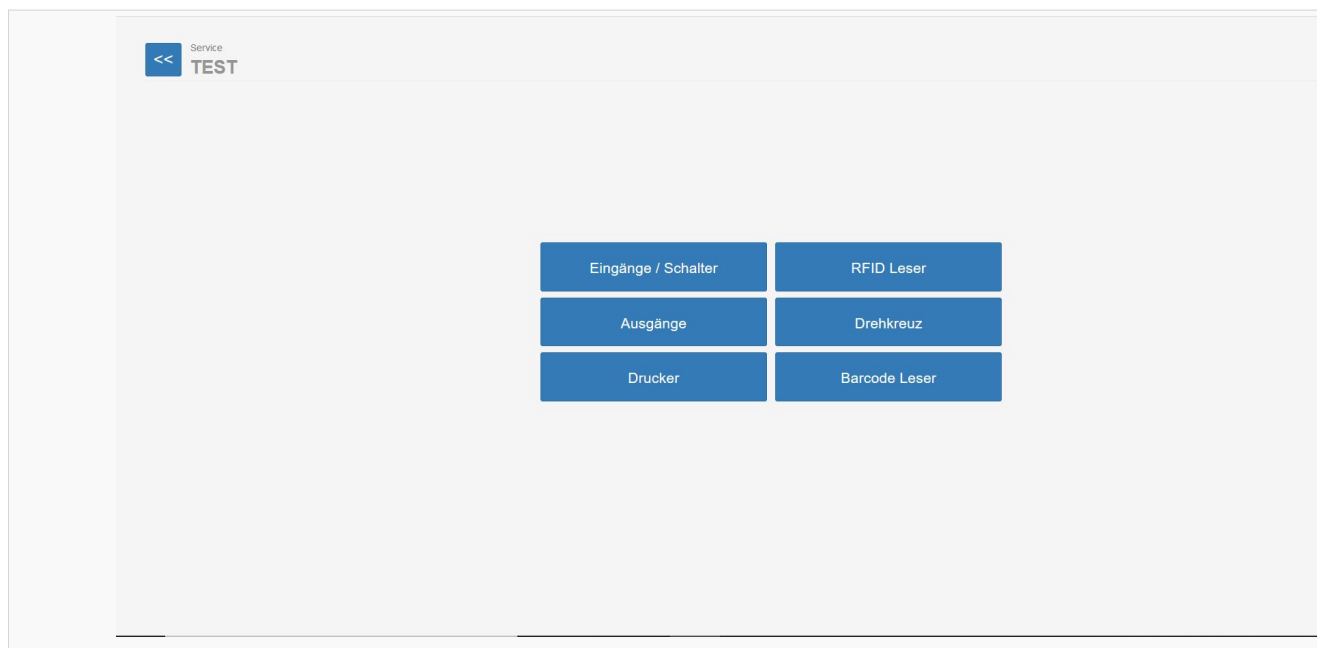 <<
Service
TEST
Eingänge / Schalter
RFID Leser
Ausgänge
Drehkreuz
Drucker
Barcode Leser